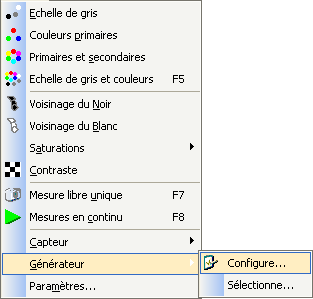 Echelle de gris
Couleurs primaires
Primaires et secondaires
Echelle de gris et couleurs F5
Voisinage du Noir
Voisinage du Blanc
Saturations
Contraste
Mesure libre unique F7
Mesures en continu F8
Capteur
Générateur
Configure...
Paramètres...
Sélectionne...